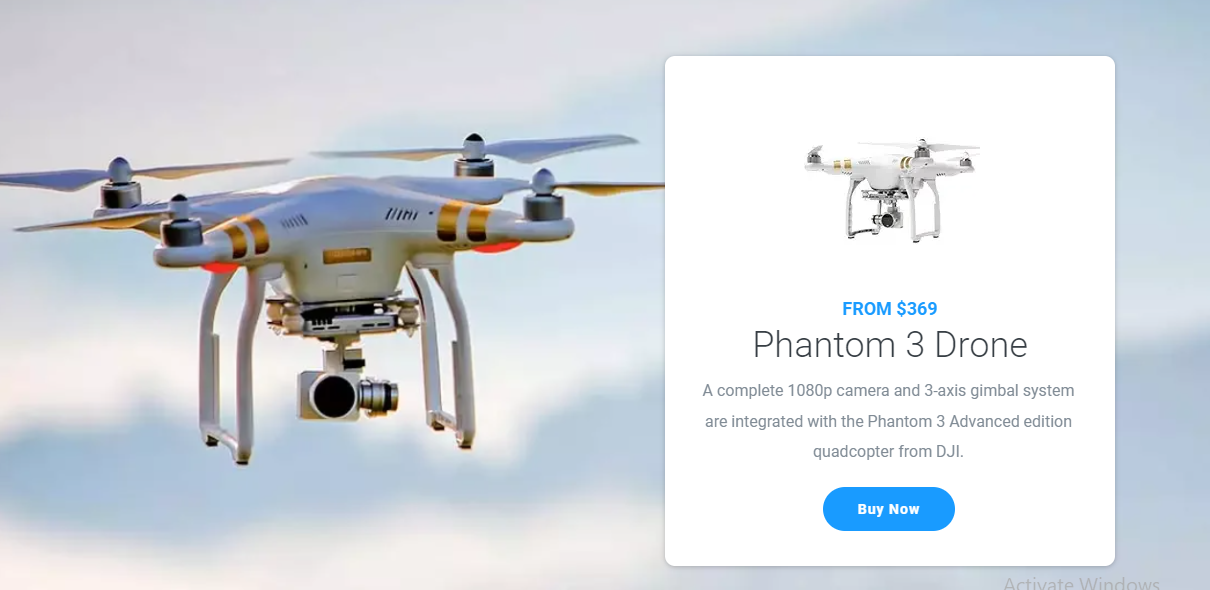 FROM $369
Phantom 3 Drone
A complete 1080p camera and 3-axis gimbal system
are integrated with the Phantom 3 Advanced edition
quadcopter from DJI.
Buy Now
Activate Windows